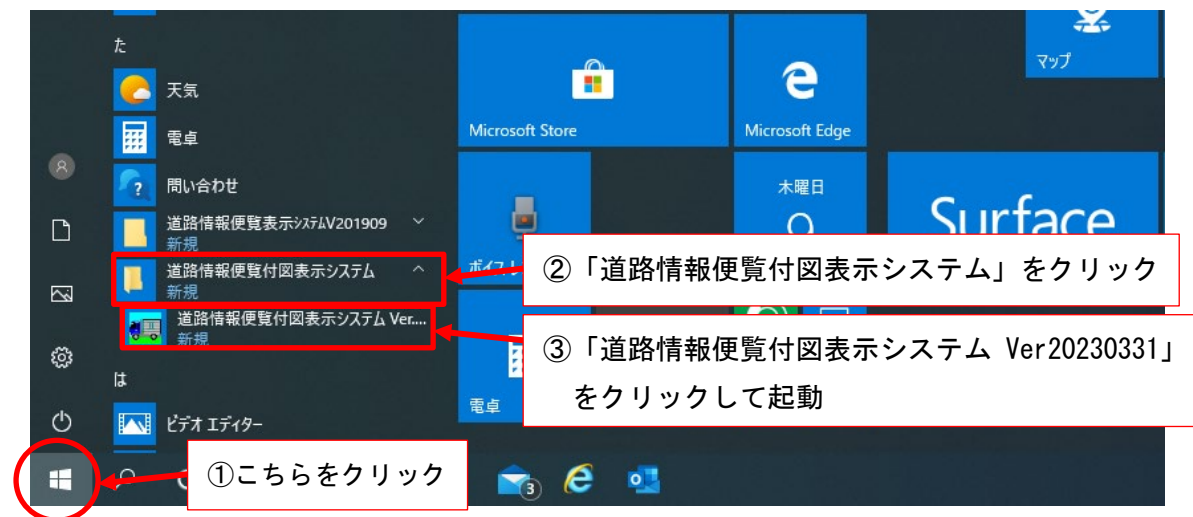 た
天気
電卓
問い合わせ
道路情報便覧表示システムV201909
新規
道路情報便覧付図表示システム
新規
道路情報便覧付図表示システム Ver....
新規
は
ビデオ エディター
Microsoft Store
Microsoft Edge
マップ
木曜日
Surface
ボイス レ
電卓
②「道路情報便覧付図表示システム」をクリック
③「道路情報便覧付図表示システム Ver20230331」
をクリックして起動
①こちらをクリック
3